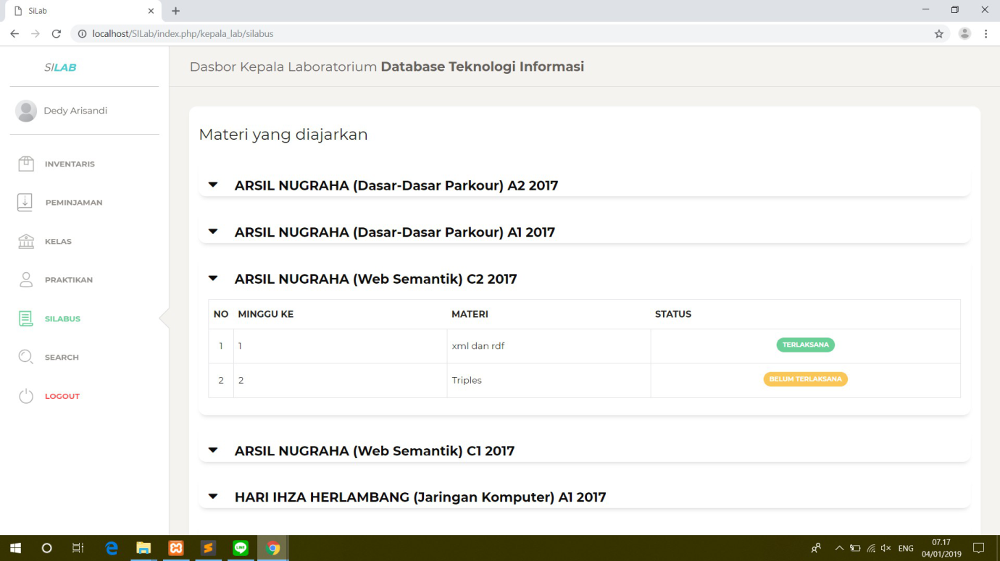 SiLab
localhost/SILab/index.php/kepala_lab/silabus
SILAB
Dasbor Kepala Laboratorium Database Teknologi Informasi
Dedy Arisandi
INVENTARIS
PEMINJAMAN
KELAS
PRAKTIKAN
SILABUS
SEARCH
LOGOUT
Materi yang diajarkan
ARSIL NUGRAHA (Dasar-Dasar Parkour) A2 2017
ARSIL NUGRAHA (Dasar-Dasar Parkour) A1 2017
ARSIL NUGRAHA (Web Semantik) C2 2017
NO MINGGU KE MATERI STATUS
1 1 xml dan rdf TERLAKSANA
2 2 Triples BELUM TERLAKSANA
ARSIL NUGRAHA (Web Semantik) C1 2017
HARI IHZA HERLAMBANG (Jaringan Komputer) A1 2017
LINE
ENG
07.17
04/01/2019